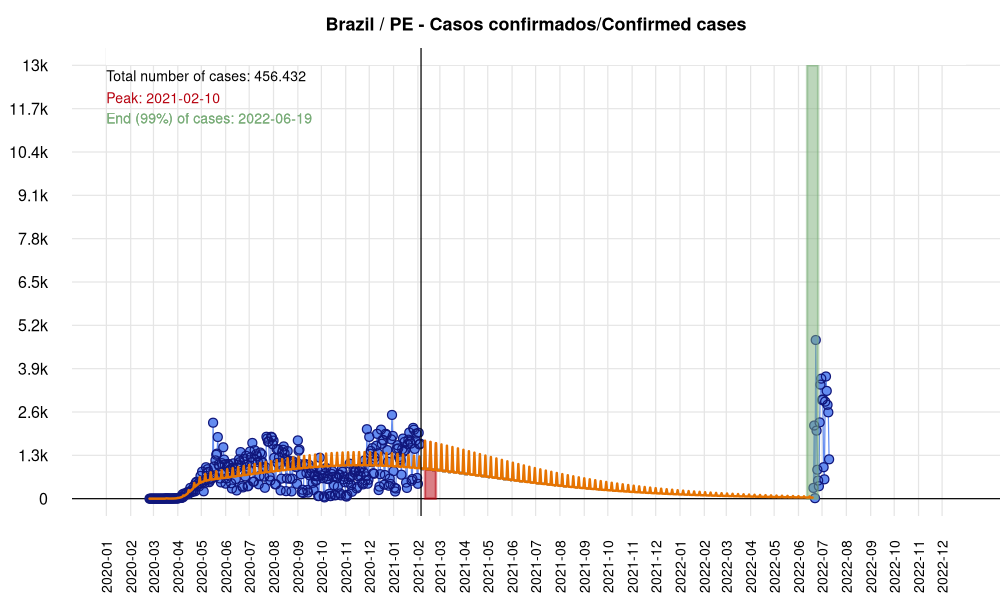 Brazil / PE - Casos confirmados/Confirmed cases
Total number of cases: 456.432
Peak: 2021-02-10
End (99%) of cases: 2022-06-19
13k
11.7k
10.4k
9.1k
7.8k
6.5k
5.2k
3.9k
2.6k
1.3k
0
2020-01
2020-02
2020-03
2020-04
2020-05
2020-06
2020-07
2020-08
2020-09
2020-10
2020-11
2020-12
2021-01
2021-02
2021-03
2021-04
2021-05
2021-06
2021-07
2021-08
2021-09
2021-10
2021-11
2021-12
2022-01
2022-02
2022-03
2022-04
2022-05
2022-06
2022-07
2022-08
2022-09
2022-10
2022-11
2022-12